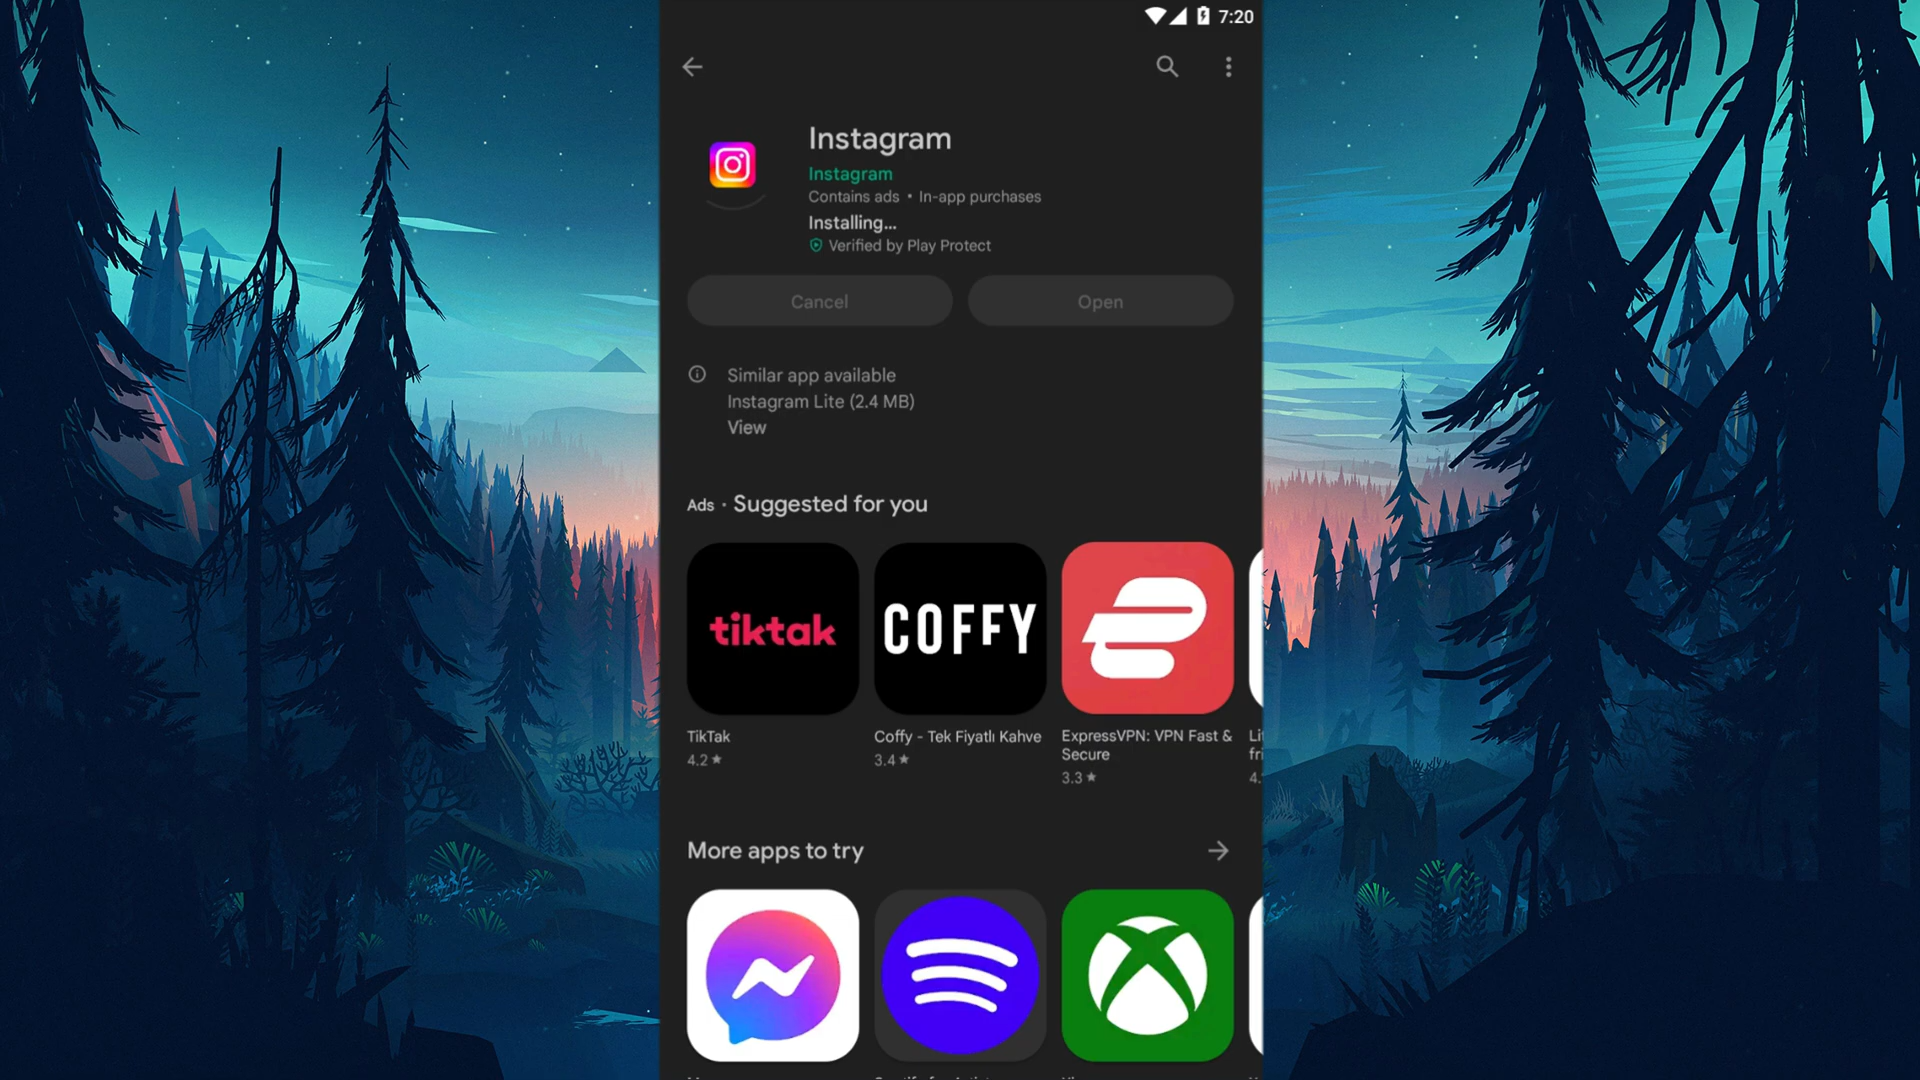 7:20
Instagram
Instagram
Contains ads • In-app purchases
Installing...
Verified by Play Protect
Cancel
Open
Similar app available
Instagram Lite (2.4 MB)
View
Ads · Suggested for you
tiktak
COFFY
TikTak
4.2 ★
Coffy - Tek Fiyatlı Kahve
3.4 ★
ExpressVPN: VPN Fast &
Secure
3.3 ★
More apps to try